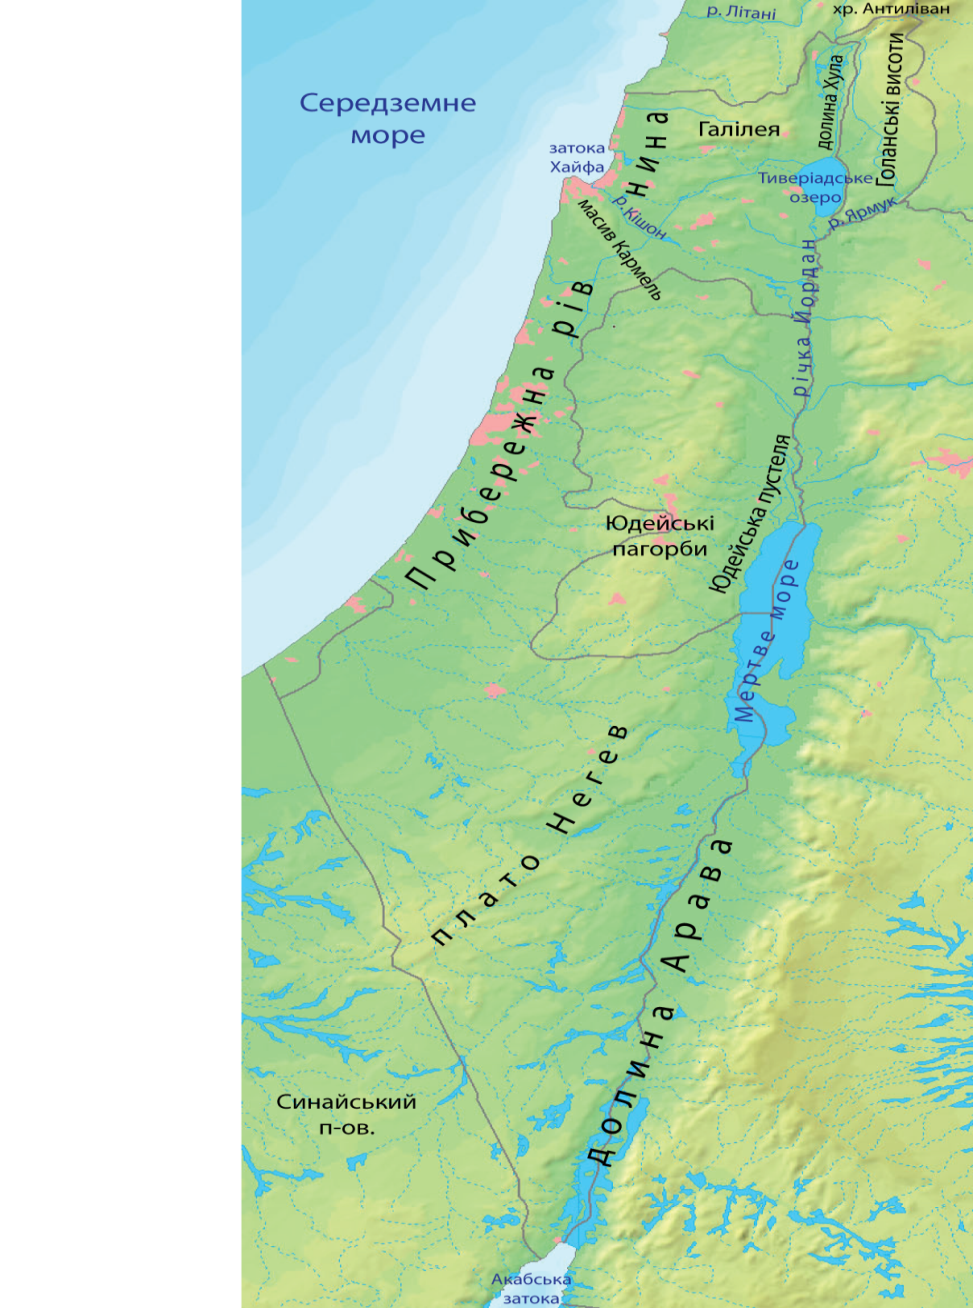 р. Літані
хр. Антиліван
Середземне
море
Галілея
долина Хула
Голанські висоти
затока
Хайфа
Тиверіадське
озеро
р. Ярмук
р.Кішон
масив Кармель
Прибережна рівнина
річка Йордан
Юдейська пустеля
Юдейські
пагорби
Мертве море
плато Негев
долина Арава
Синайський
п-ов.
Акабська
затока